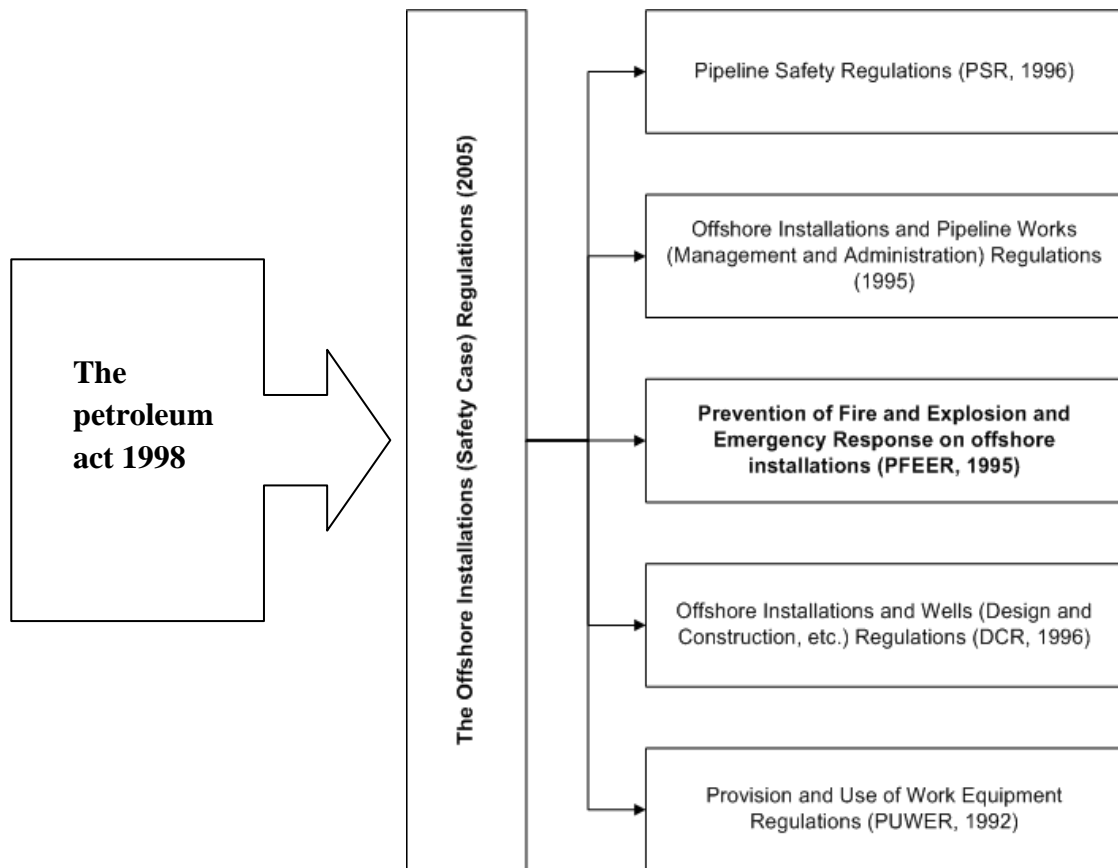 The
petroleum
act 1998
The Offshore Installations (Safety Case) Regulations (2005)
Pipeline Safety Regulations (PSR, 1996)
Offshore Installations and Pipeline Works
(Management and Administration) Regulations
(1995)
Prevention of Fire and Explosion and
Emergency Response on offshore
installations (PFEER, 1995)
Offshore Installations and Wells (Design and
Construction, etc.) Regulations (DCR, 1996)
Provision and Use of Work Equipment
Regulations (PUWER, 1992)